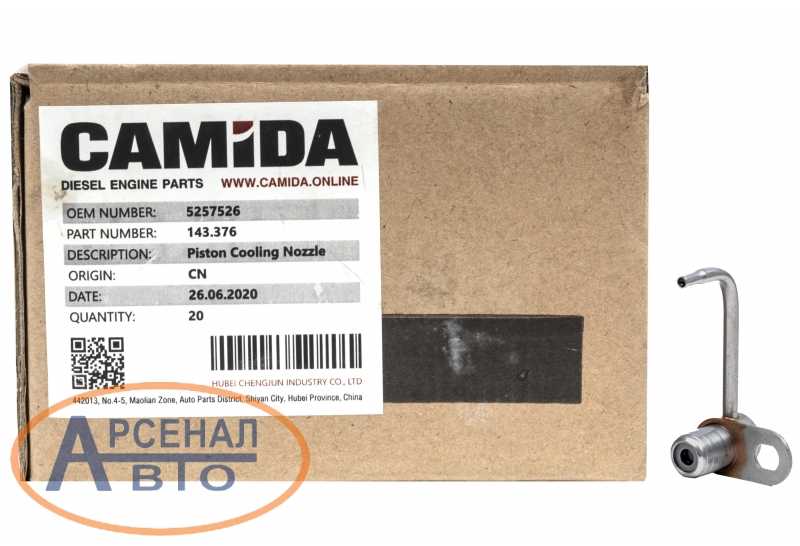 CAMiDA
DIESEL ENGINE PARTS WWW.CAMIDA.ONLINE
OEM NUMBER: 5257526
PART NUMBER: 143.376
DESCRIPTION: Piston Cooling Nozzle
ORIGIN: CN
DATE: 26.06.2020
QUANTITY: 20
HUBEI CHENGJUN INDUSTRY CO., LTD
442013, No.4-5, Maolian Zone, Auto Parts District, Shiyan City, Hubei Province, China
АРСЕНАЛ
АВТО